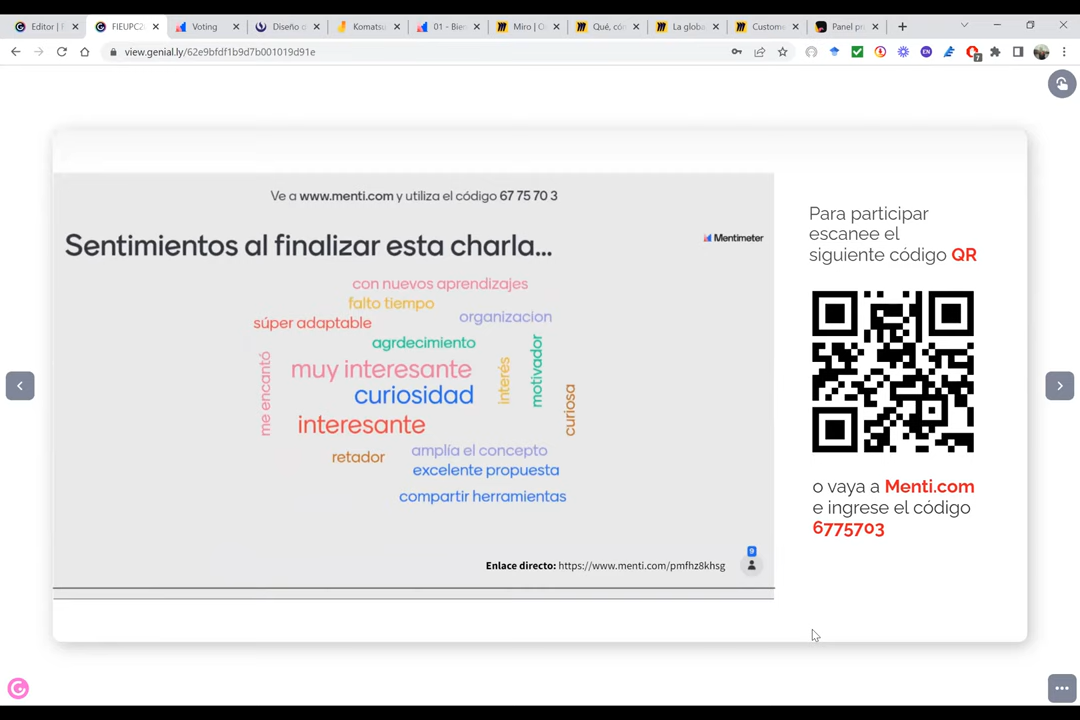 Editor | F
FIEUPC2
Voting
Diseño d
Komatsu
01 - Bien
Miro | O
Qué, cóm
La globa
Custome
Panel pr
view.genial.ly/62e9bfdf1b9d7b001019d91e
Ve a www.menti.com y utiliza el código 67 75 70 3
Sentimientos al finalizar esta charla...
Mentimeter
con nuevos aprendizajes
falto tiempo
organizacion
súper adaptable
agrdecimiento
me encantó
muy interesante
interés
motivador
curiosidad
curiosa
interesante
retador
amplía el concepto
excelente propuesta
compartir herramientas
9
Enlace directo: https://www.menti.com/pmfhz8khsg
Para participar
escanee el
siguiente código QR
o vaya a Menti.com
e ingrese el código
6775703